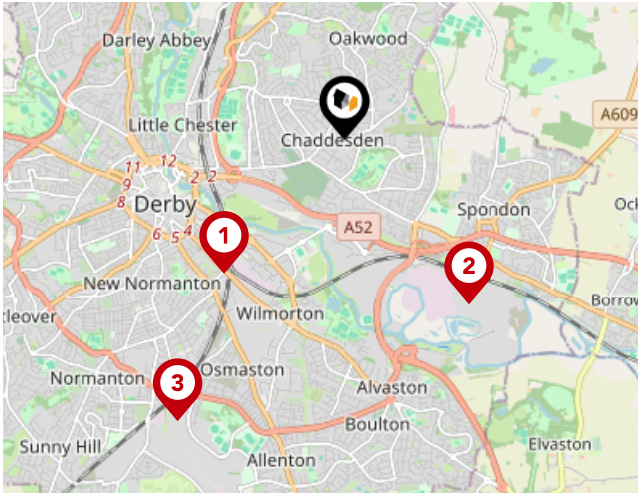 Darley Abbey
Oakwood
A609
Little Chester
Chaddesden
11
12
9
2
2
8
Derby
Spondon
Ock
6
5
4
A52
1
2
New Normanton
Borrow
tleover
Wilmorton
Normanton
3
Osmaston
Alvaston
Boulton
Sunny Hill
Allenton
Elvaston